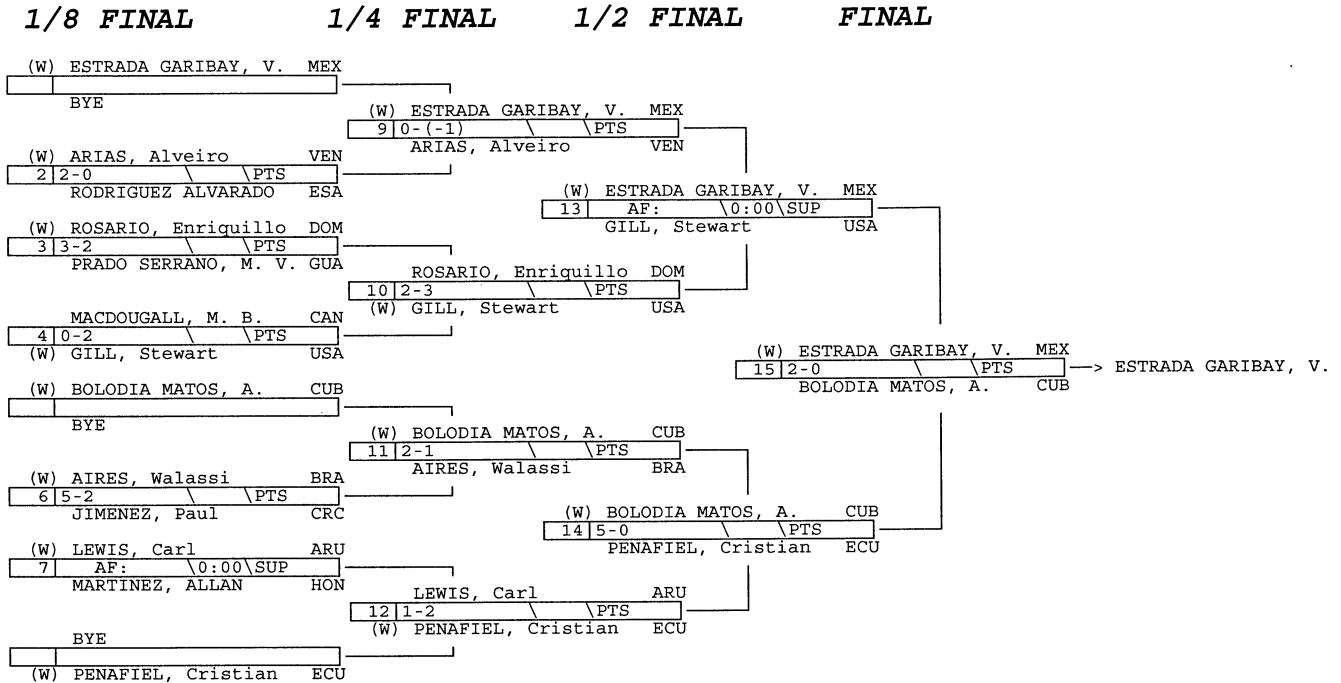 1/8 FINAL 1/4 FINAL 1/2 FINAL FINAL
(W) ESTRADA GARIBAY, V. MEX
BYE
(W) ARIAS, Alveiro VEN
2 2-0 \ \PTS
RODRIGUEZ ALVARADO ESA
(W) ROSARIO, Enriquillo DOM
3 3-2 \ \PTS
PRADO SERRANO, M. V. GUA
MACDOUGALL, M. B. CAN
4 0-2 \ \PTS
(W) GILL, Stewart USA
(W) BOLODIA MATOS, A. CUB
BYE
(W) AIRES, Walassi BRA
6 5-2 \ \PTS
JIMENEZ, Paul CRC
(W) LEWIS, Carl ARU
7 AF: \0:00\SUP
MARTINEZ, ALLAN HON
BYE
(W) PENAFIEL, Cristian ECU
(W) ESTRADA GARIBAY, V. MEX
9 0-(-1) \ \PTS
ARIAS, Alveiro VEN
ROSARIO, Enriquillo DOM
10 2-3 \ \PTS
(W) GILL, Stewart USA
(W) BOLODIA MATOS, A. CUB
11 2-1 \ \PTS
AIRES, Walassi BRA
LEWIS, Carl ARU
12 1-2 \ \PTS
(W) PENAFIEL, Cristian ECU
(W) ESTRADA GARIBAY, V. MEX
13 AF: \0:00\SUP
GILL, Stewart USA
(W) BOLODIA MATOS, A. CUB
14 5-0 \ \PTS
PENAFIEL, Cristian ECU
(W) ESTRADA GARIBAY, V. MEX
15 2-0 \ \PTS —> ESTRADA GARIBAY, V.
BOLODIA MATOS, A. CUB